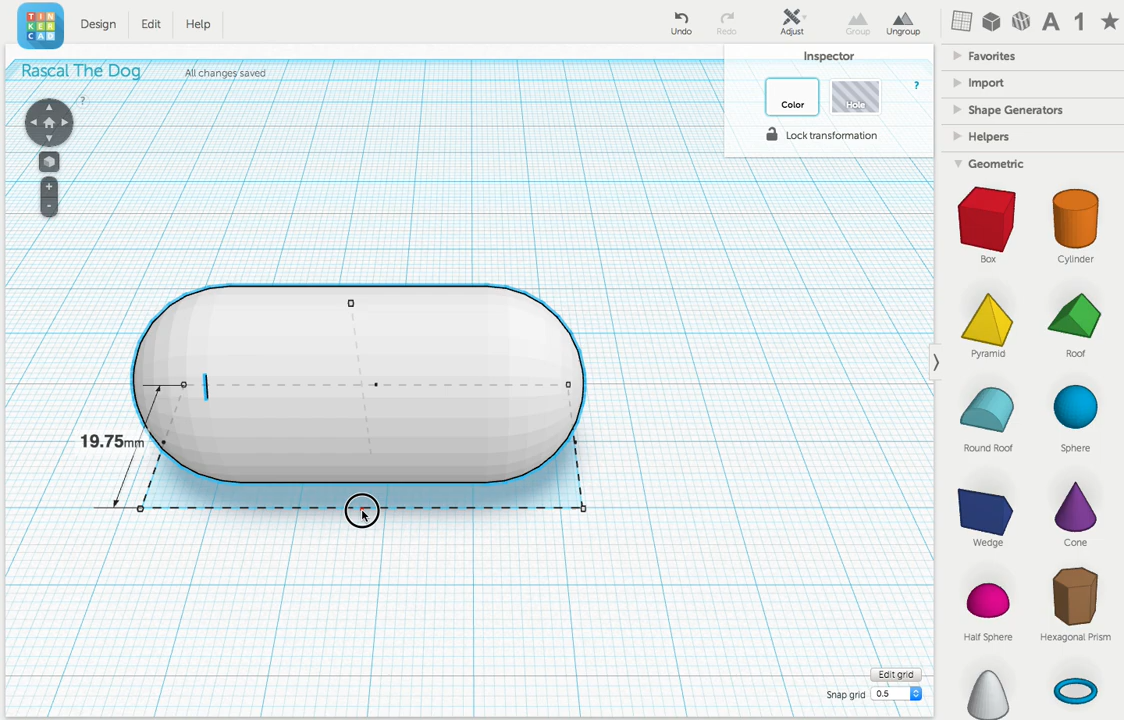 TIN
KER
CAD
Design
Edit
Help
Undo
Redo
Adjust
Group
Ungroup
A 1
Rascal The Dog
All changes saved
?
+
-
Inspector
Color
Hole
?
Lock transformation
Favorites
Import
Shape Generators
Helpers
Geometric
Box
Cylinder
Pyramid
Roof
Round Roof
Sphere
Wedge
Cone
Half Sphere
Hexagonal Prism
19.75mm
Edit grid
Snap grid 0.5